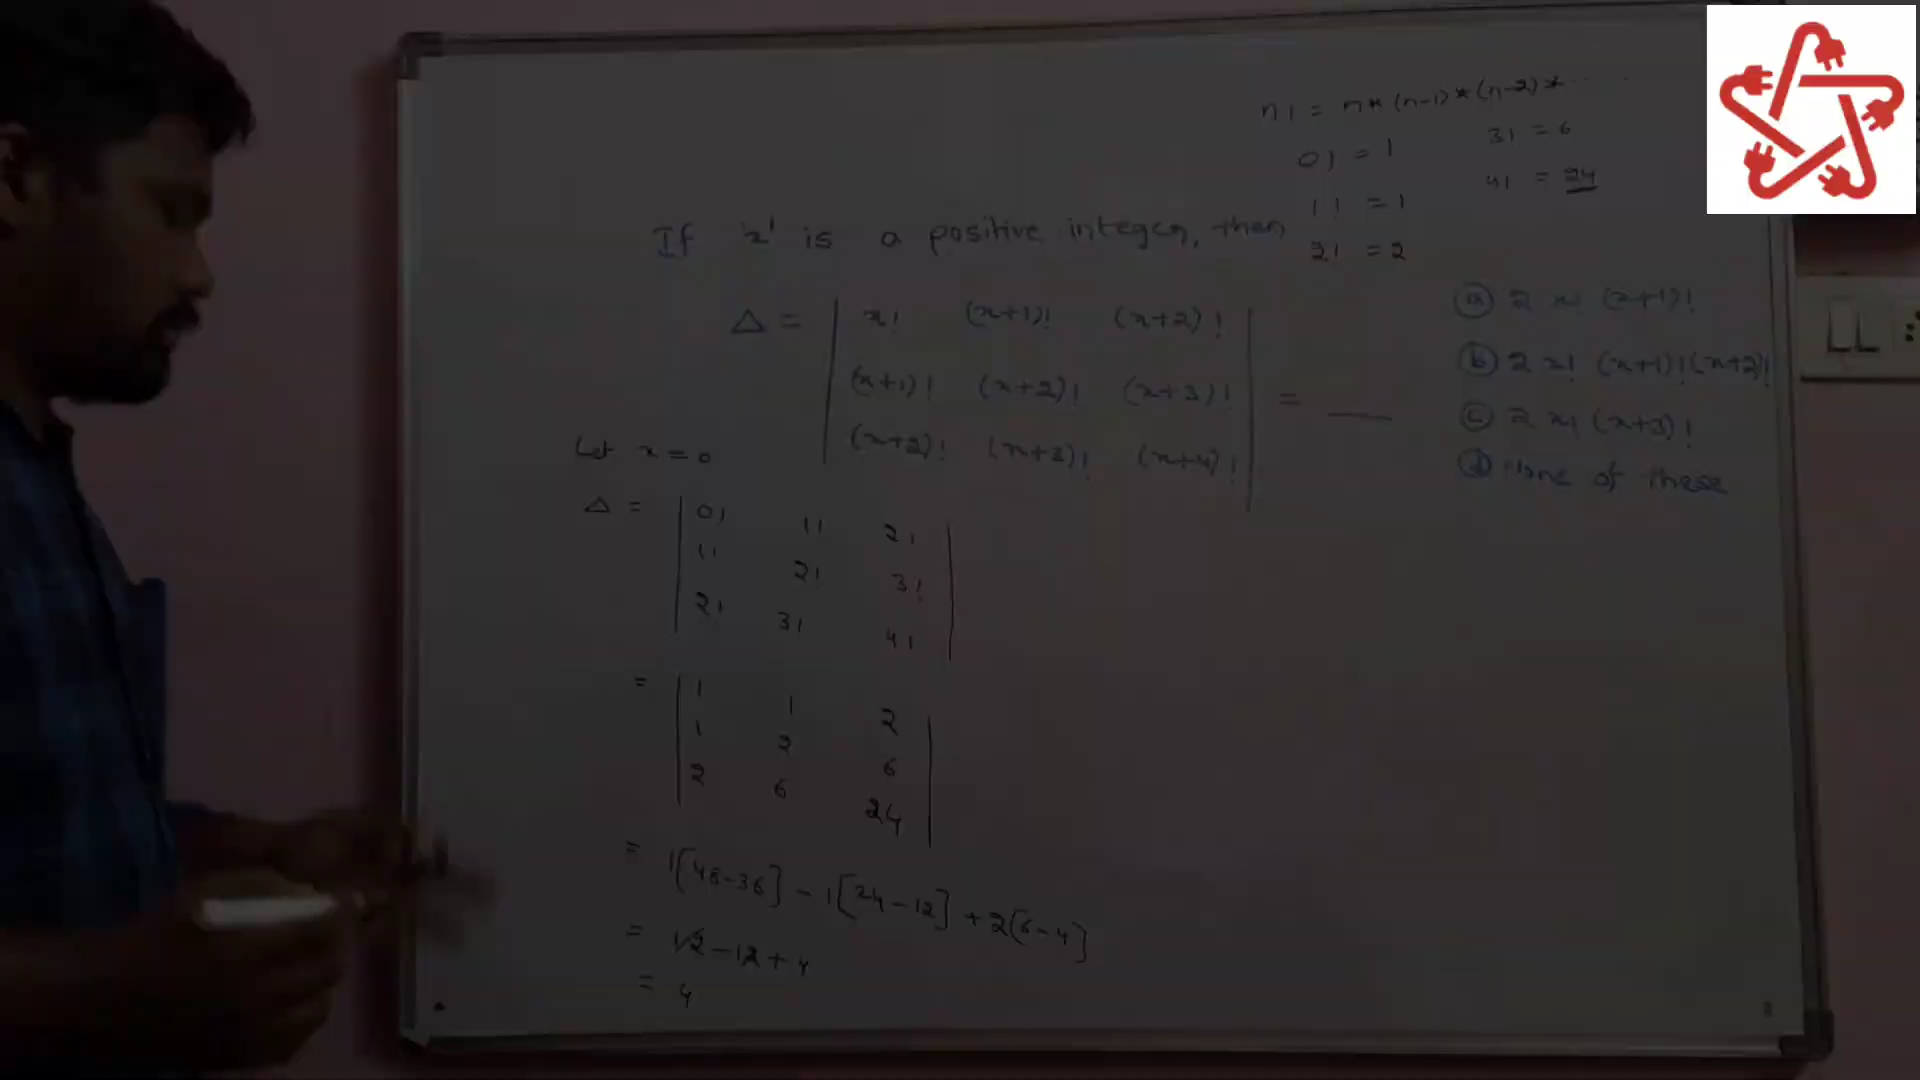 n! = n* (n-1)* (n-2)* .....
0! = 1 3! = 6
1! = 1 4! = 24
2! = 2
If 'x' is a positive integer, then
Δ = | x! (x+1)! (x+2)! |
| (x+1)! (x+2)! (x+3)! | = ___
| (x+2)! (x+3)! (x+4)! |
(a) 2 x! (x+1)!
(b) 2 x! (x+1)! (x+2)!
(c) 2 x! (x+3)!
(d) None of these
Let x = 0
Δ = | 0! 1! 2! |
| 1! 2! 3! |
| 2! 3! 4! |
= | 1 1 2 |
| 1 2 6 |
| 2 6 24 |
= 1[48-36] - 1[24-12] + 2[6-4]
= 12 - 12 + 4
= 4